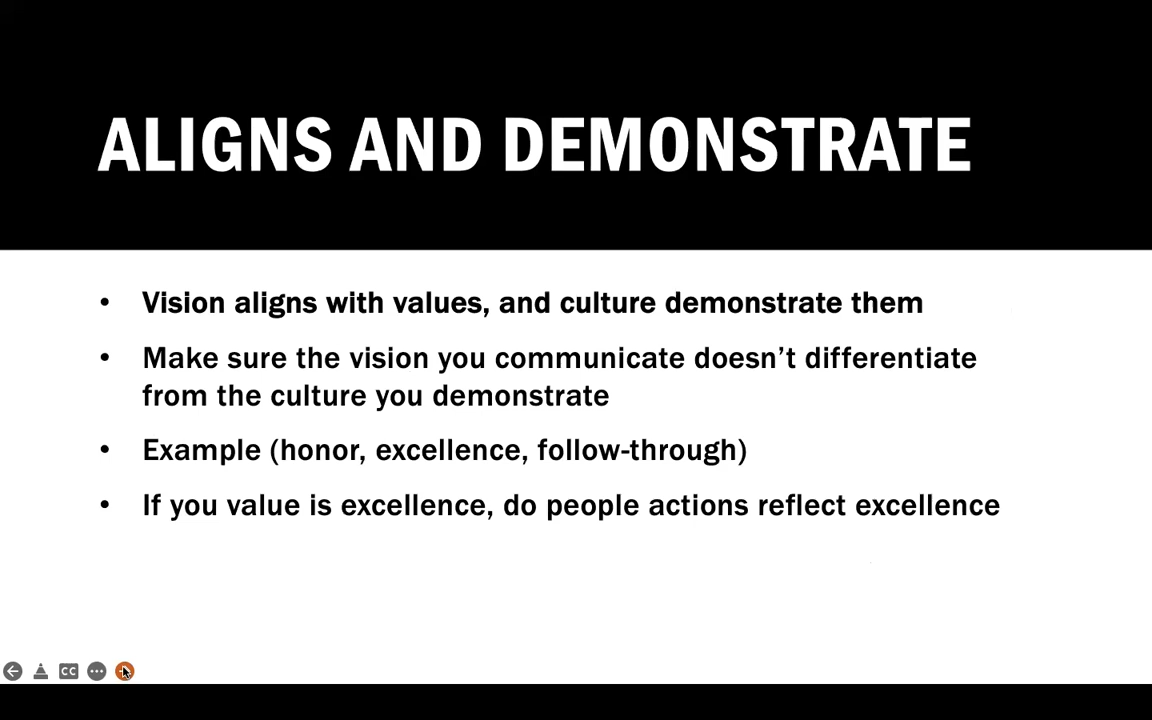 ALIGNS AND DEMONSTRATE
• Vision aligns with values, and culture demonstrate them
• Make sure the vision you communicate doesn’t differentiate
from the culture you demonstrate
• Example (honor, excellence, follow-through)
• If you value is excellence, do people actions reflect excellence
CC